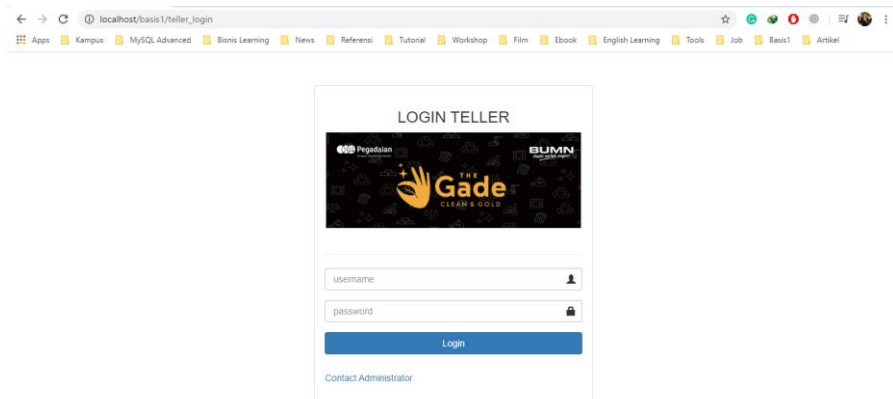 localhost/basis1/teller_login
Apps Kampus MySQL Advanced Bisnis Learning News Referensi Tutorial Workshop Film Ebook English Learning Tools Job Basis1 Artikel
LOGIN TELLER
Pegadaian
BUMN
THE
Gade
CLEAN & GOLD
username
password
Login
Contact Administrator